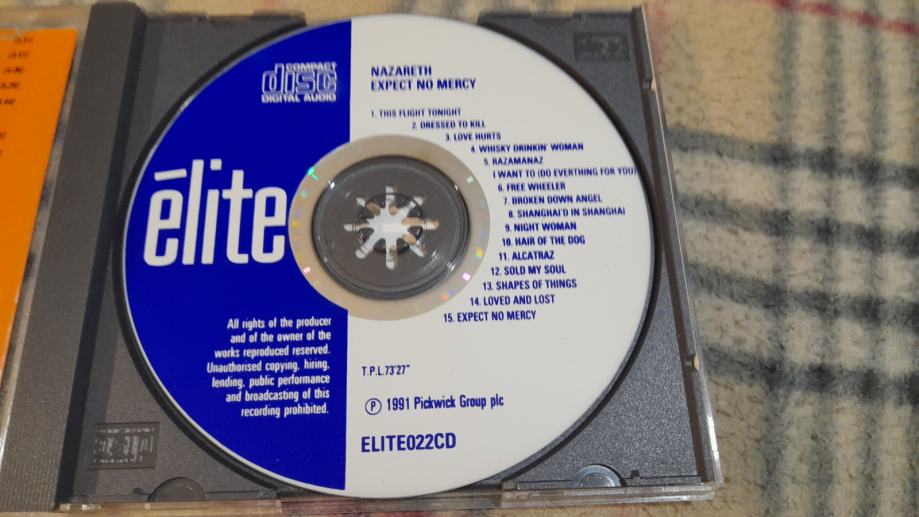 COMPACT
disc
DIGITAL AUDIO
NAZARETH
EXPECT NO MERCY
1. THIS FLIGHT TONIGHT
2. DRESSED TO KILL
3. LOVE HURTS
4. WHISKY DRINKIN' WOMAN
5. RAZAMANAZ
I WANT TO (DO EVERTHING FOR YOU)
6. FREE WHEELER
7. BROKEN DOWN ANGEL
8. SHANGHAI'D IN SHANGHAI
9. NIGHT WOMAN
10. HAIR OF THE DOG
11. ALCATRAZ
12. SOLD MY SOUL
13. SHAPES OF THINGS
14. LOVED AND LOST
15. EXPECT NO MERCY
ēlite
All rights of the producer
and of the owner of the
works reproduced reserved.
Unauthorised copying, hiring,
lending, public performance
and broadcasting of this
recording prohibited.
T.P.L.73'27"
Ⓟ 1991 Pickwick Group plc
ELITE022CD